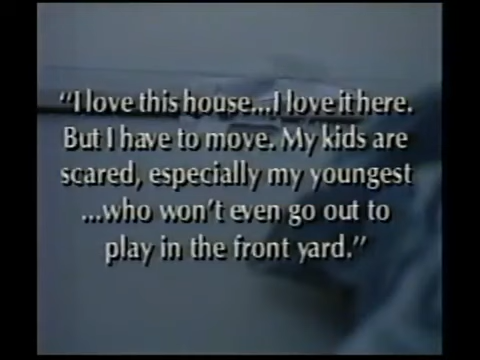 “I love this house...I love it here.
But I have to move. My kids are
scared, especially my youngest
...who won’t even go out to
play in the front yard.”